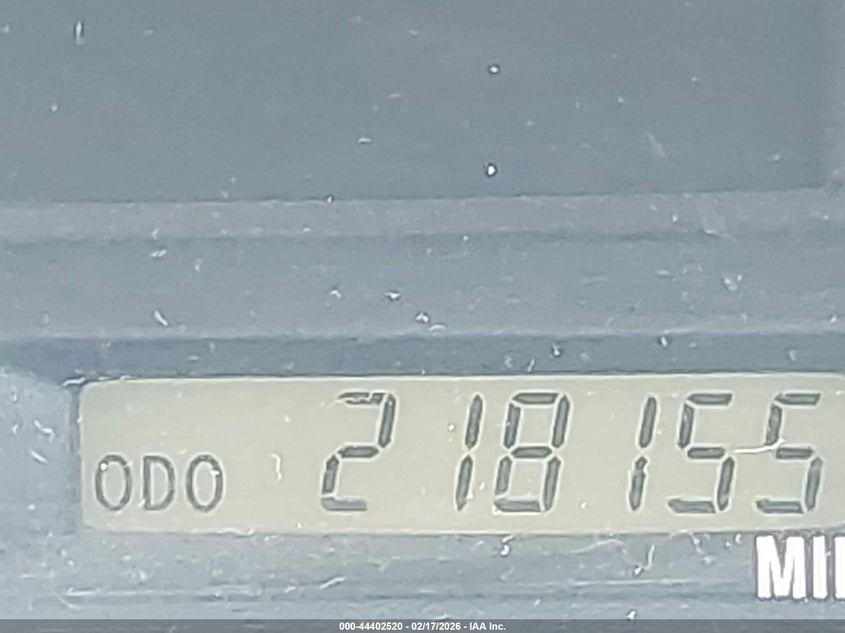 ODO 218155
MI
000-44402520 - 02/17/2026 - IAA Inc.